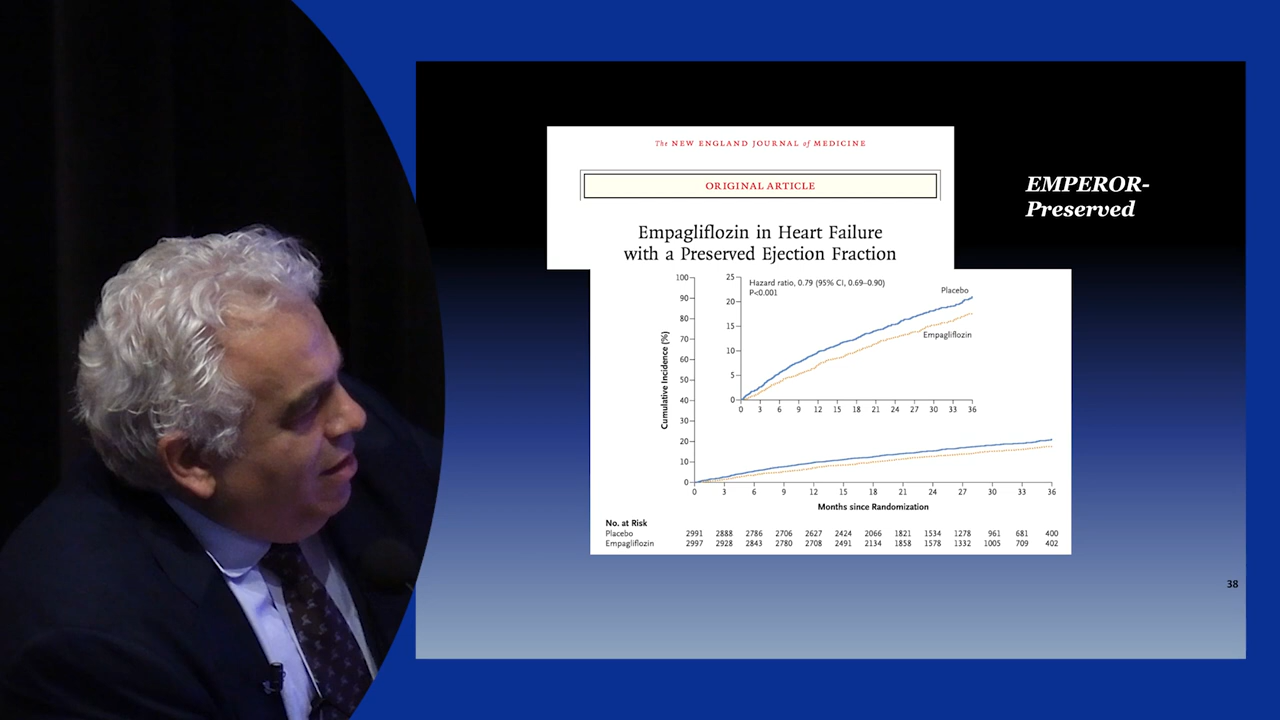 The NEW ENGLAND JOURNAL of MEDICINE
ORIGINAL ARTICLE
Empagliflozin in Heart Failure
with a Preserved Ejection Fraction
EMPEROR-
Preserved
Cumulative Incidence (%)
100
90
80
70
60
50
40
30
20
10
0
25
20
15
10
5
0
Hazard ratio, 0.79 (95% CI, 0.69–0.90)
P<0.001
Placebo
Empagliflozin
0 3 6 9 12 15 18 21 24 27 30 33 36
0 3 6 9 12 15 18 21 24 27 30 33 36
Months since Randomization
No. at Risk
Placebo 2991 2888 2786 2706 2627 2424 2066 1821 1534 1278 961 681 400
Empagliflozin 2997 2928 2843 2780 2708 2491 2134 1858 1578 1332 1005 709 402
38